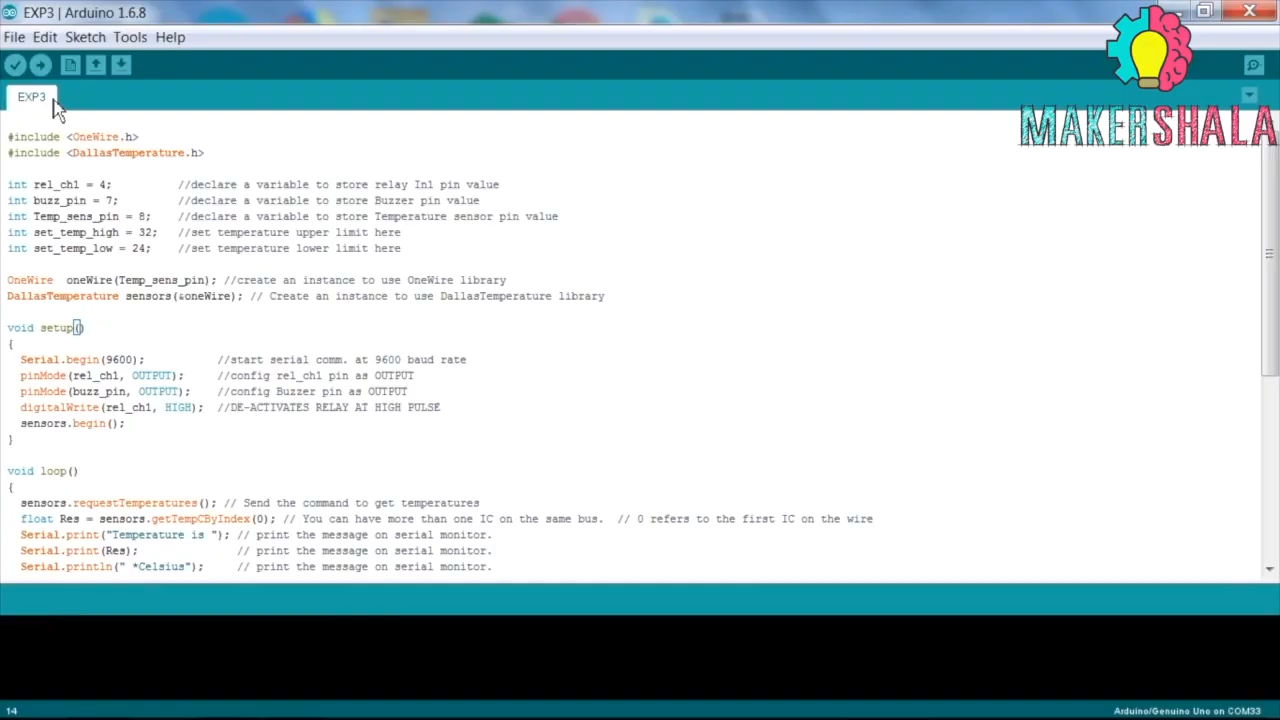 EXP3 | Arduino 1.6.8
File Edit Sketch Tools Help
EXP3
MAKERSHALA
#include <OneWire.h>
#include <DallasTemperature.h>
int rel_ch1 = 4; //declare a variable to store relay In1 pin value
int buzz_pin = 7; //declare a variable to store Buzzer pin value
int Temp_sens_pin = 8; //declare a variable to store Temperature sensor pin value
int set_temp_high = 32; //set temperature upper limit here
int set_temp_low = 24; //set temperature lower limit here
OneWire oneWire(Temp_sens_pin); //create an instance to use OneWire library
DallasTemperature sensors(&oneWire); // Create an instance to use DallasTemperature library
void setup()
{
Serial.begin(9600); //start serial comm. at 9600 baud rate
pinMode(rel_ch1, OUTPUT); //config rel_ch1 pin as OUTPUT
pinMode(buzz_pin, OUTPUT); //config Buzzer pin as OUTPUT
digitalWrite(rel_ch1, HIGH); //DE-ACTIVATES RELAY AT HIGH PULSE
sensors.begin();
}
void loop()
{
sensors.requestTemperatures(); // Send the command to get temperatures
float Res = sensors.getTempCByIndex(0); // You can have more than one IC on the same bus. // 0 refers to the first IC on the wire
Serial.print("Temperature is "); // print the message on serial monitor.
Serial.print(Res); // print the message on serial monitor.
Serial.println(" *Celsius"); // print the message on serial monitor.
14
Arduino/Genuino Uno on COM33